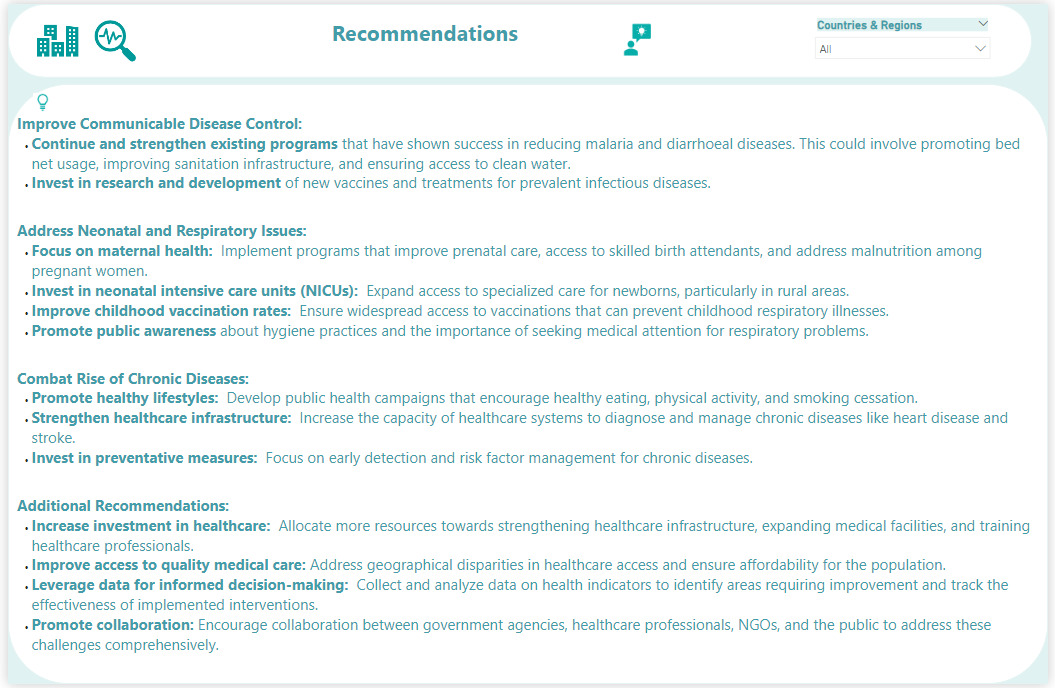 Recommendations
Countries & Regions
All
Improve Communicable Disease Control:
• Continue and strengthen existing programs that have shown success in reducing malaria and diarrhoeal diseases. This could involve promoting bed
net usage, improving sanitation infrastructure, and ensuring access to clean water.
• Invest in research and development of new vaccines and treatments for prevalent infectious diseases.
Address Neonatal and Respiratory Issues:
• Focus on maternal health: Implement programs that improve prenatal care, access to skilled birth attendants, and address malnutrition among
pregnant women.
• Invest in neonatal intensive care units (NICUs): Expand access to specialized care for newborns, particularly in rural areas.
• Improve childhood vaccination rates: Ensure widespread access to vaccinations that can prevent childhood respiratory illnesses.
• Promote public awareness about hygiene practices and the importance of seeking medical attention for respiratory problems.
Combat Rise of Chronic Diseases:
• Promote healthy lifestyles: Develop public health campaigns that encourage healthy eating, physical activity, and smoking cessation.
• Strengthen healthcare infrastructure: Increase the capacity of healthcare systems to diagnose and manage chronic diseases like heart disease and
stroke.
• Invest in preventative measures: Focus on early detection and risk factor management for chronic diseases.
Additional Recommendations:
• Increase investment in healthcare: Allocate more resources towards strengthening healthcare infrastructure, expanding medical facilities, and training
healthcare professionals.
• Improve access to quality medical care: Address geographical disparities in healthcare access and ensure affordability for the population.
• Leverage data for informed decision-making: Collect and analyze data on health indicators to identify areas requiring improvement and track the
effectiveness of implemented interventions.
• Promote collaboration: Encourage collaboration between government agencies, healthcare professionals, NGOs, and the public to address these
challenges comprehensively.